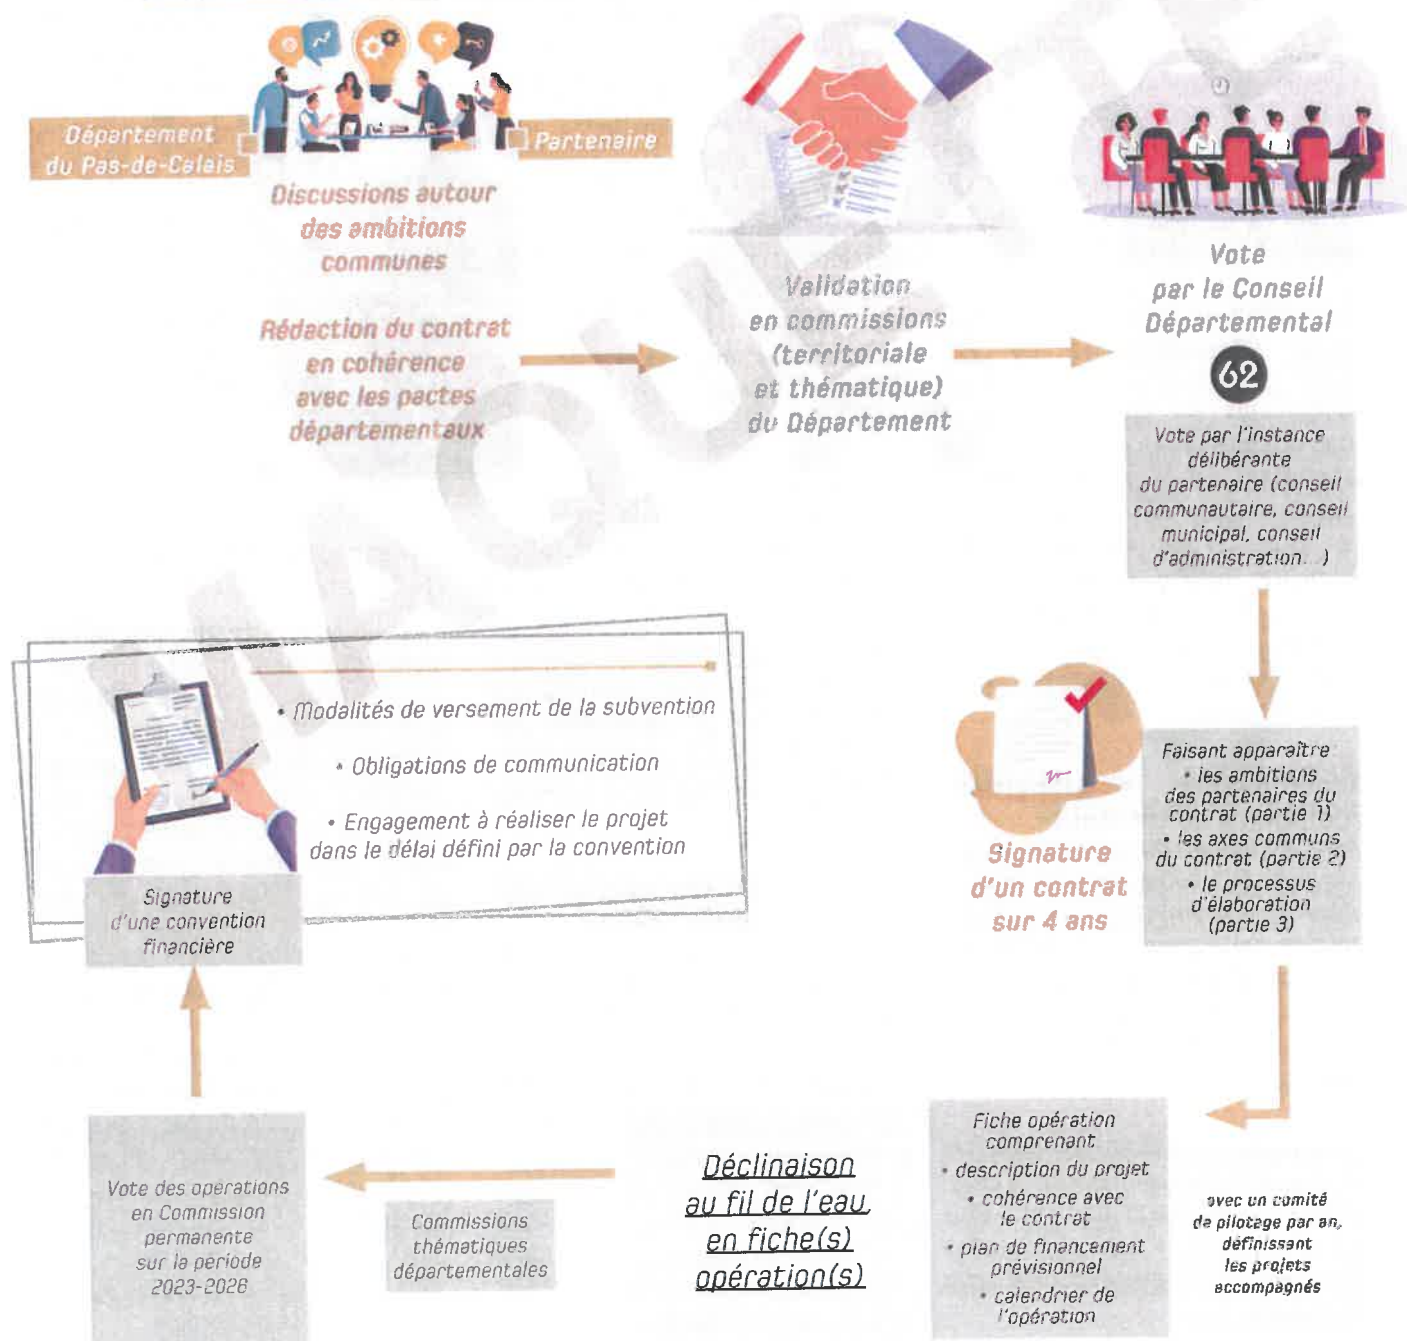 Département
du Pas-de-Calais
Partenaire
Discussions autour
des ambitions
communes
Rédaction du contrat
en cohérence
avec les pactes
départementaux
Validation
en commissions
(territoriale
et thématique)
du Département
Vote
par le Conseil
Départemental
62
Vote par l'instance
délibérante
du partenaire (conseil
communautaire, conseil
municipal, conseil
d'administration...)
Signature
d'un contrat
sur 4 ans
Faisant apparaître :
• les ambitions
des partenaires du
contrat (partie 1)
• les axes communs
du contrat (partie 2)
• le processus
d'élaboration
(partie 3)
avec un comité
de pilotage par an,
définissant
les projets
accompagnés
Fiche opération
comprenant
• description du projet
• cohérence avec
le contrat
• plan de financement
prévisionnel
• calendrier de
l'opération
Déclinaison
au fil de l'eau
en fiche(s)
opération(s)
Commissions
thématiques
départementales
Vote des operations
en Commission
permanente
sur la période
2023-2026
Signature
d'une convention
financière
• Modalités de versement de la subvention
• Obligations de communication
• Engagement à réaliser le projet
dans le délai défini par la convention
MAQUETTE